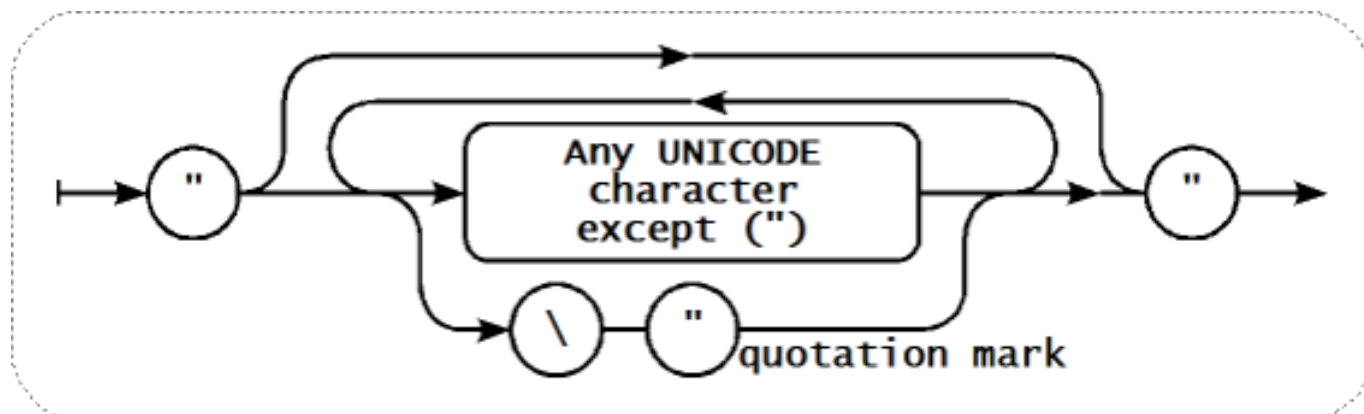 "
Any UNICODE
character
except (")
"
\
"
quotation mark